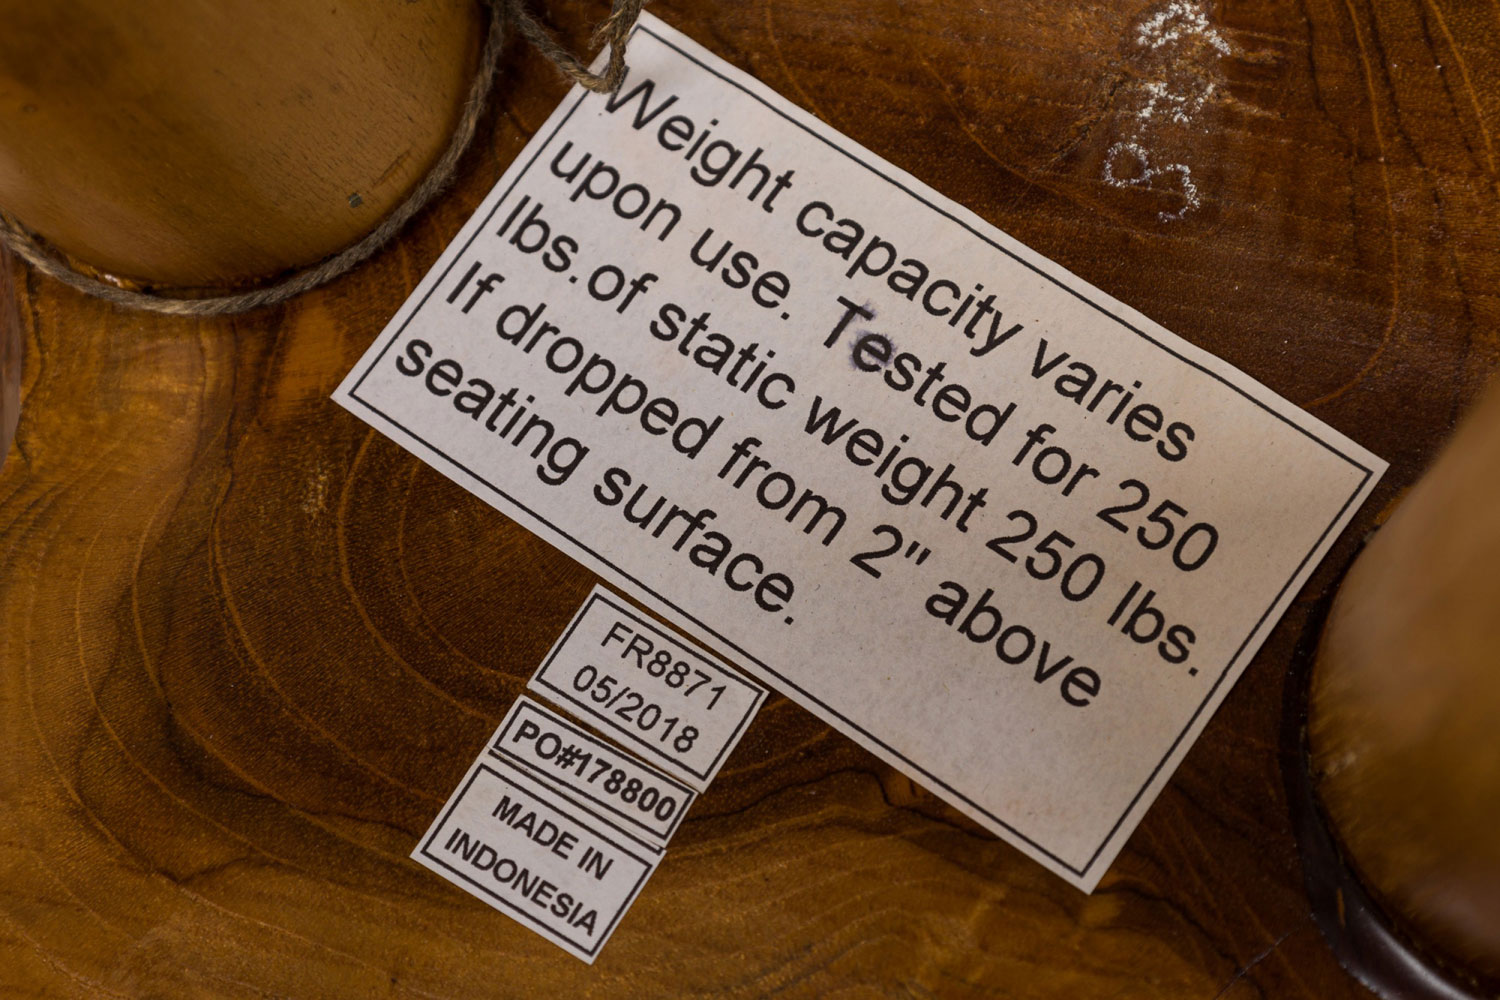 Weight capacity varies
upon use. Tested for 250
lbs.of static weight 250 lbs.
If dropped from 2" above
seating surface.
FR8871
05/2018
PO#178800
MADE IN
INDONESIA